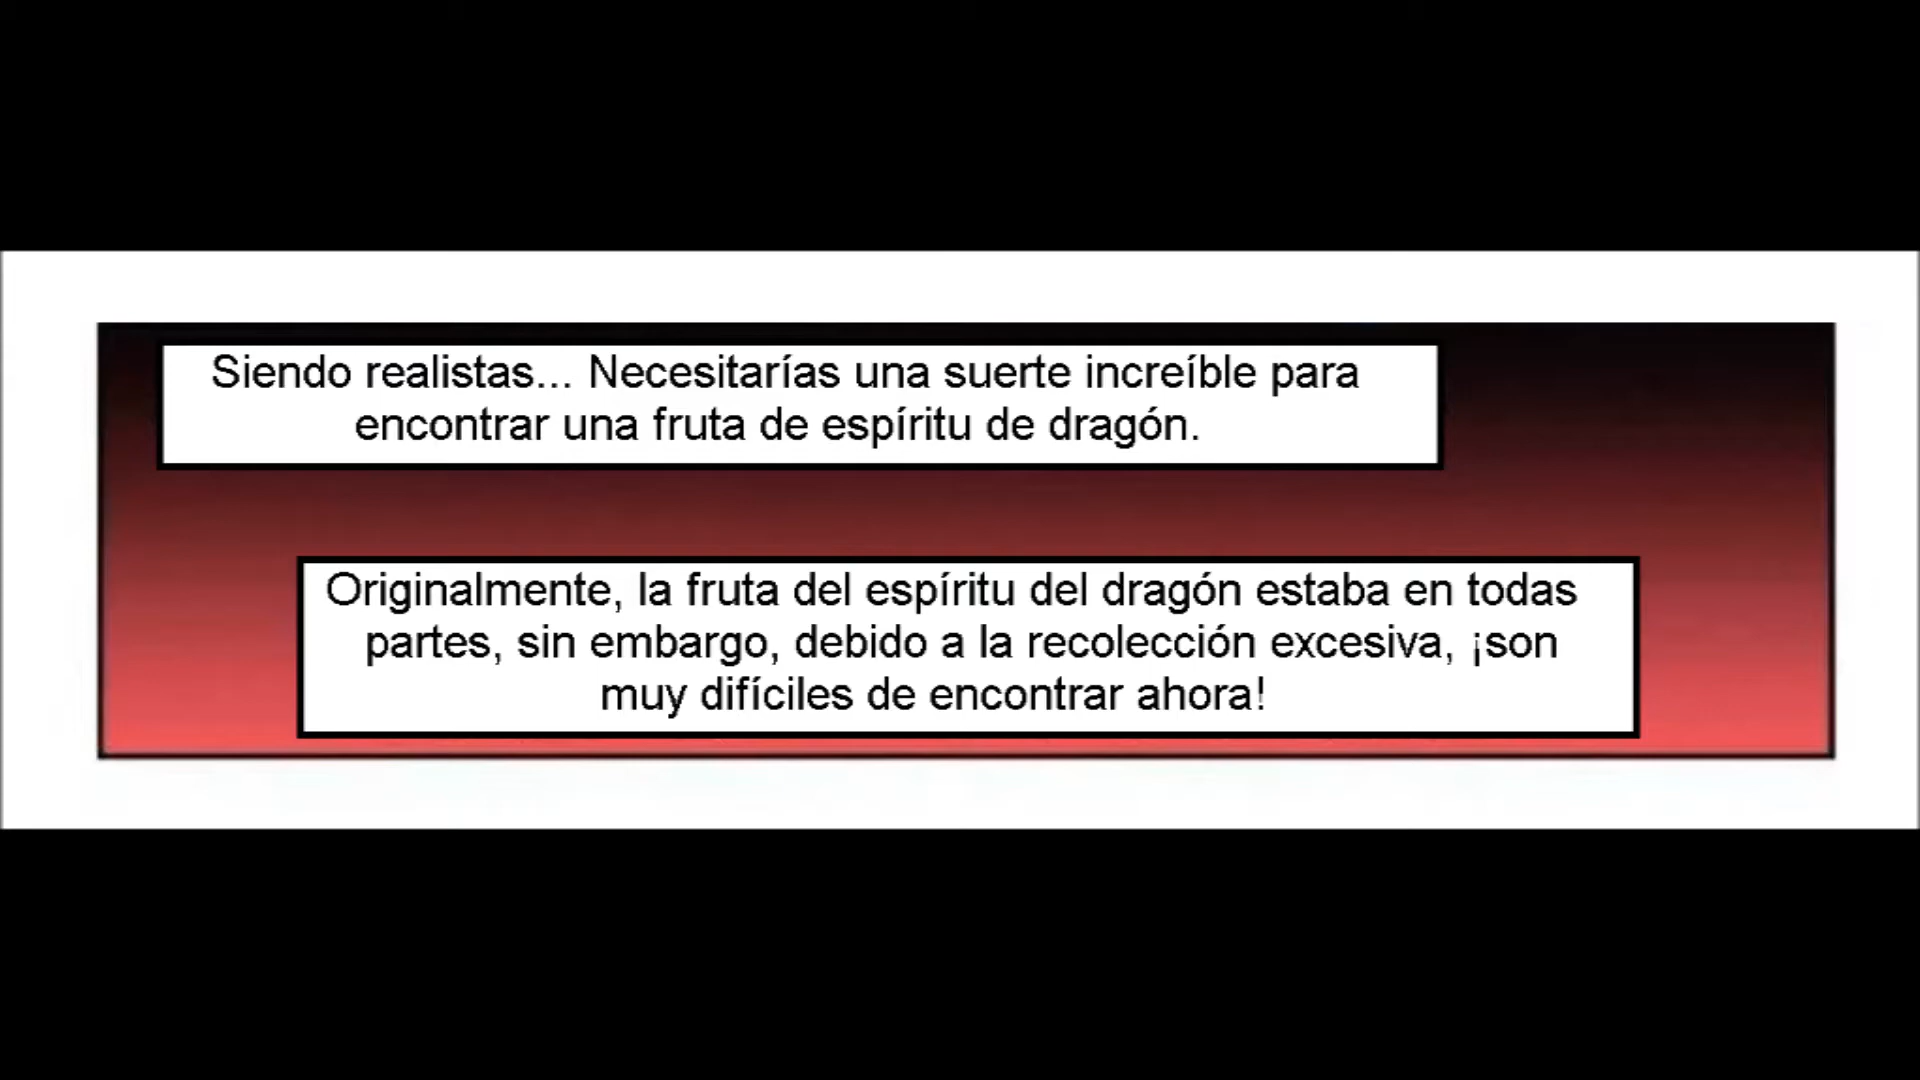 Siendo realistas... Necesitarías una suerte increíble para
encontrar una fruta de espíritu de dragón.
Originalmente, la fruta del espíritu del dragón estaba en todas
partes, sin embargo, debido a la recolección excesiva, ¡son
muy difíciles de encontrar ahora!